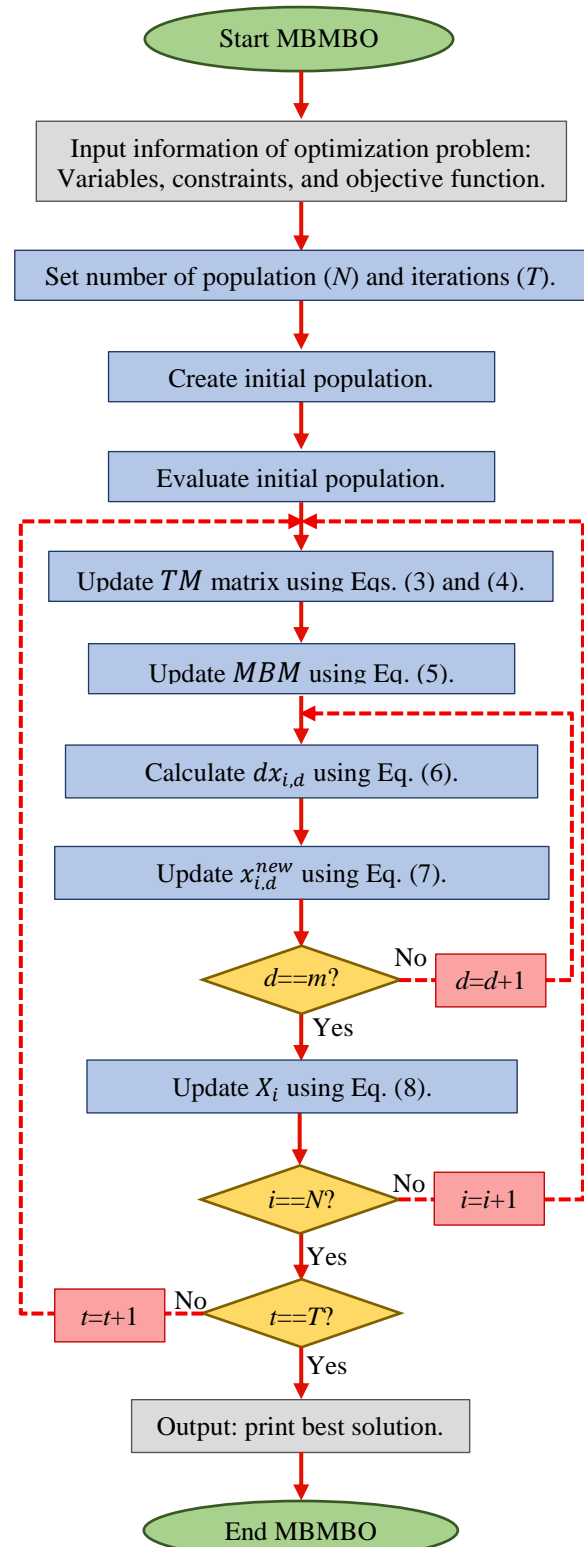 Start MBMBO
Input information of optimization problem:
Variables, constraints, and objective function.
Set number of population (N) and iterations (T).
Create initial population.
Evaluate initial population.
Update TM matrix using Eqs. (3) and (4).
Update MBM using Eq. (5).
Calculate dx_{i,d} using Eq. (6).
Update x_{i,d}^{new} using Eq. (7).
d==m?
No
d=d+1
Yes
Update X_i using Eq. (8).
i==N?
No
i=i+1
Yes
t==T?
No
t=t+1
Yes
Output: print best solution.
End MBMBO